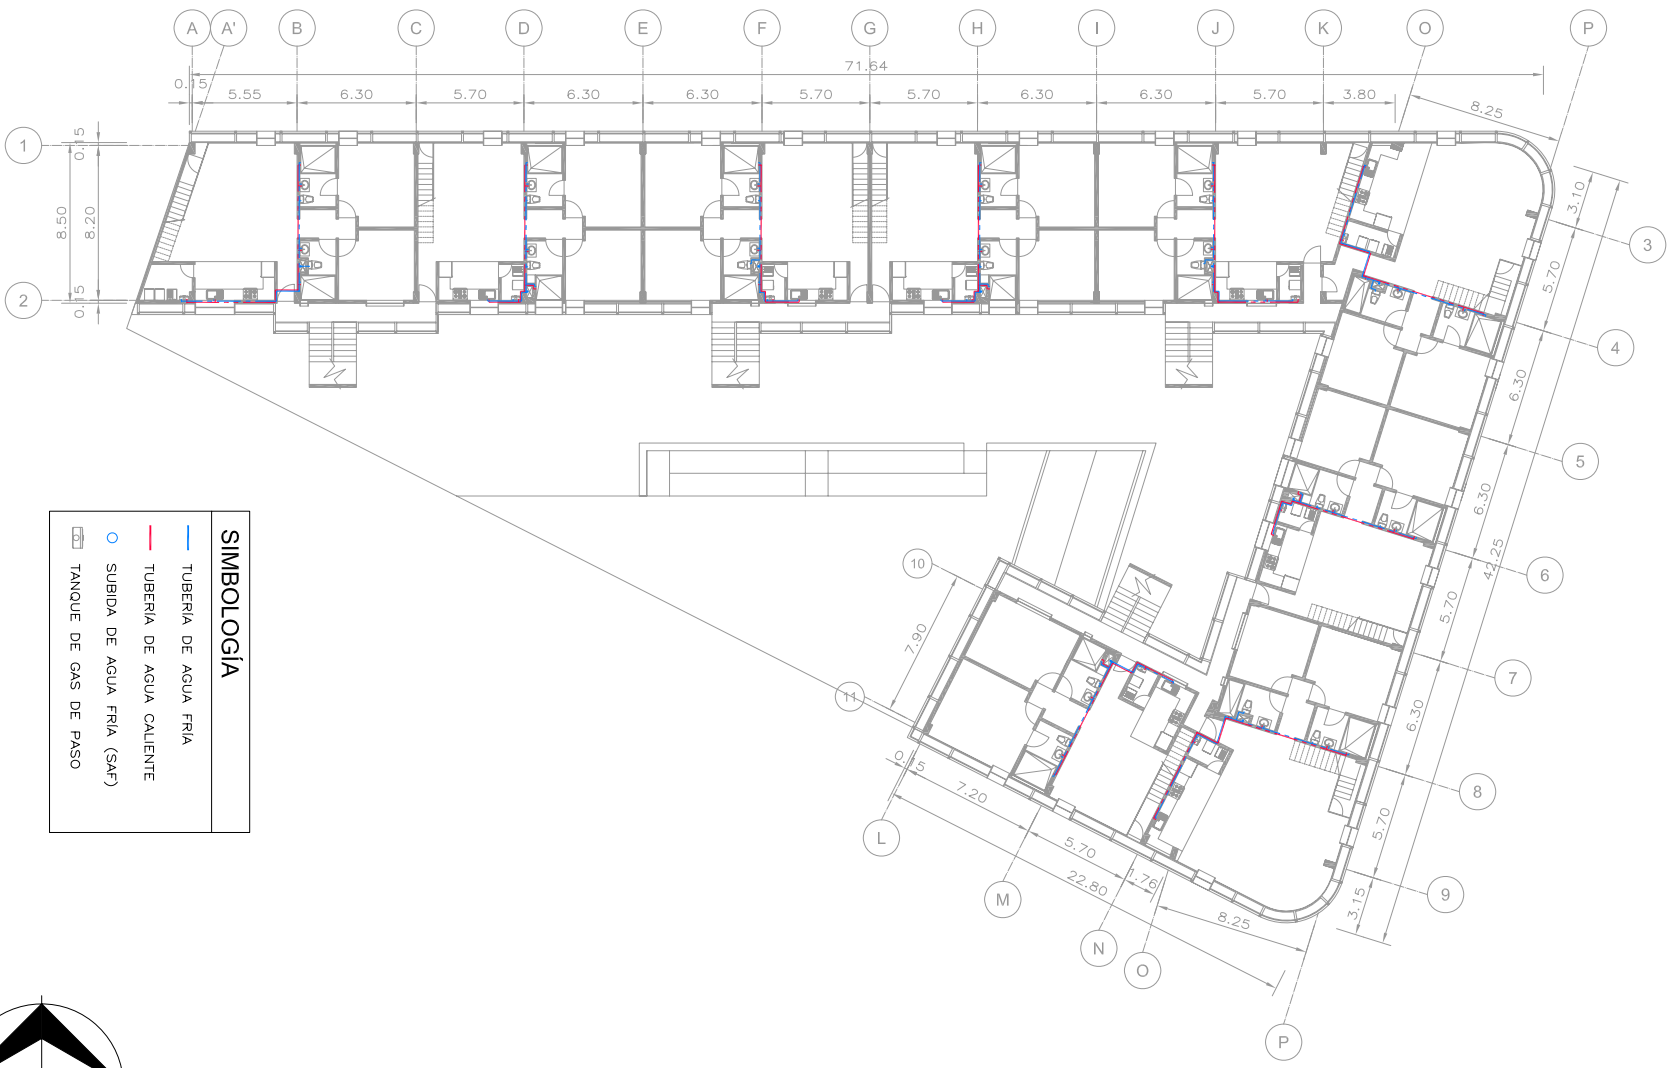 A A' B C D E F G H I J K O P
71.64
0.15 5.55 6.30 5.70 6.30 6.30 5.70 5.70 6.30 6.30 5.70 3.80 8.25
1
2
0.15
8.50 8.20
0.15
3.10
3
5.70
4
6.30
5
6.30
42.25
6
5.70
7
6.30
8
5.70
9
3.15
10
7.90
11
0.15
7.20
5.70
1.76
22.80
8.25
L
M
N
O
P
SIMBOLOGÍA
TUBERÍA DE AGUA FRÍA
TUBERÍA DE AGUA CALIENTE
SUBIDA DE AGUA FRÍA (SAF)
TANQUE DE GAS DE PASO